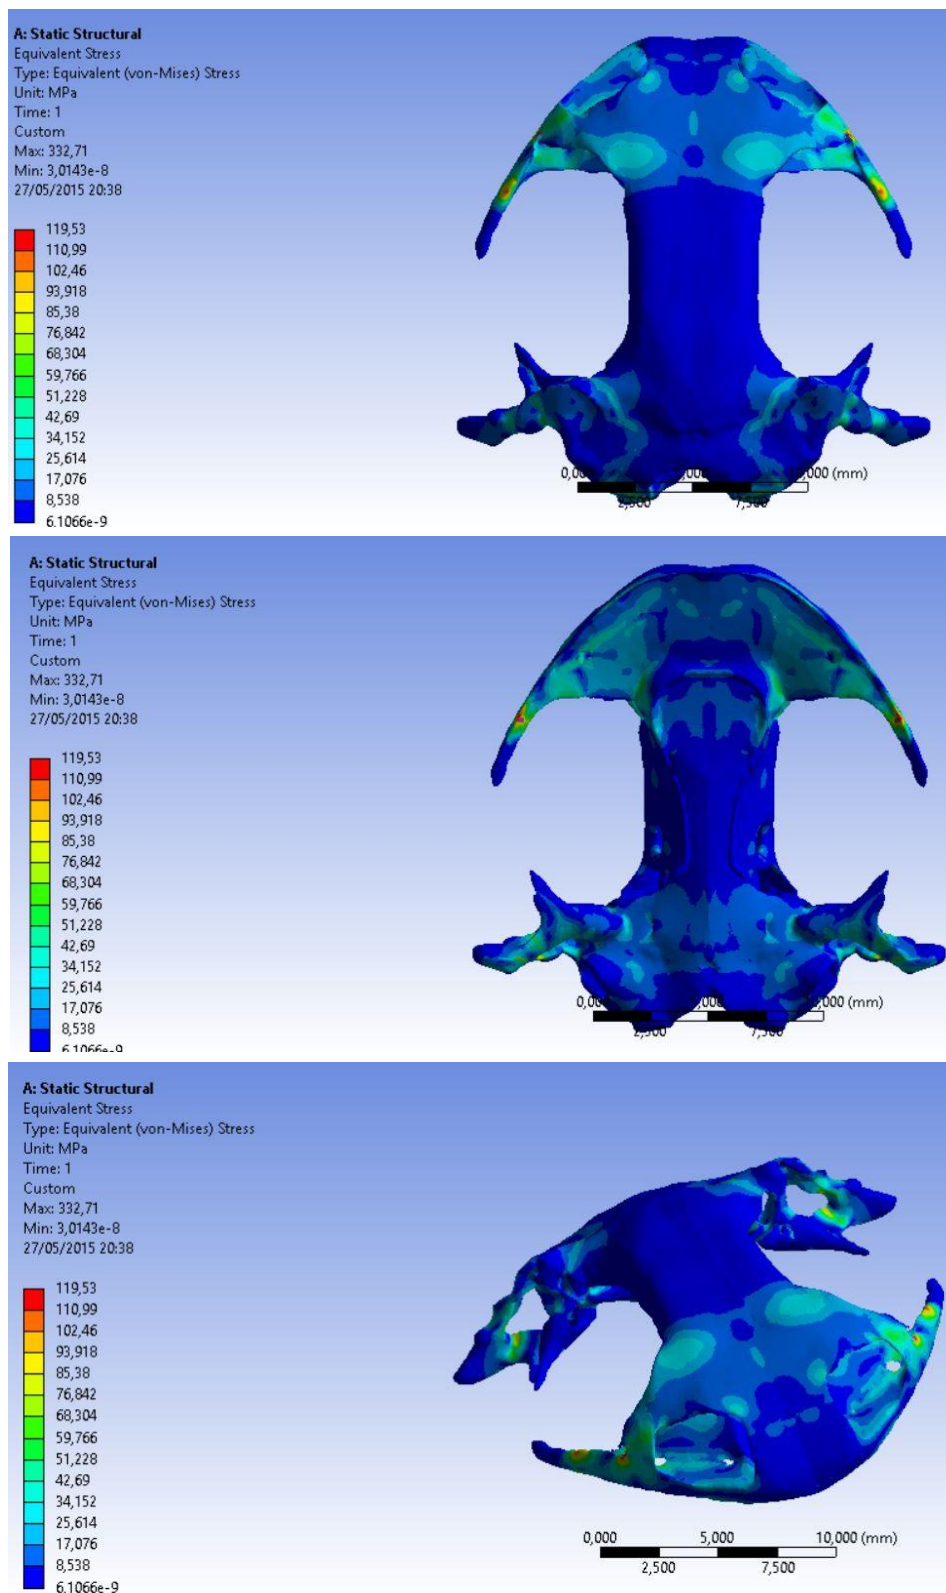 A: Static Structural
Equivalent Stress
Type: Equivalent (von-Mises) Stress
Unit: MPa
Time: 1
Custom
Max: 332,71
Min: 3,0143e-8
27/05/2015 20:38
119,53
110,99
102,46
93,918
85,38
76,842
68,304
59,766
51,228
42,69
34,152
25,614
17,076
8,538
6.1066e-9
(mm)
7,500
A: Static Structural
Equivalent Stress
Type: Equivalent (von-Mises) Stress
Unit: MPa
Time: 1
Custom
Max: 332,71
Min: 3,0143e-8
27/05/2015 20:38
119,53
110,99
102,46
93,918
85,38
76,842
68,304
59,766
51,228
42,69
34,152
25,614
17,076
8,538
6.1066e-9
(mm)
A: Static Structural
Equivalent Stress
Type: Equivalent (von-Mises) Stress
Unit: MPa
Time: 1
Custom
Max: 332,71
Min: 3,0143e-8
27/05/2015 20:38
119,53
110,99
102,46
93,918
85,38
76,842
68,304
59,766
51,228
42,69
34,152
25,614
17,076
8,538
6.1066e-9
0,000 5,000 10,000 (mm)
2,500 7,500